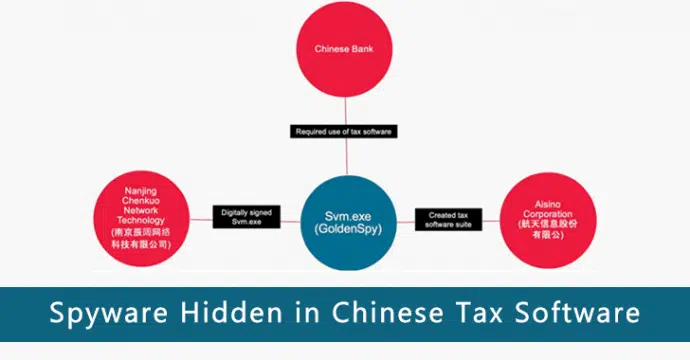 Chinese Bank
Required use of tax software
Nanjing
Chenkuo
Network
Technology
(南京辰阔网络
科技有限公司)
Digitally signed
Svm.exe
Svm.exe
(GoldenSpy)
Created tax
software suite
Aisino
Corporation
(航天信息股份
有限公)
Spyware Hidden in Chinese Tax Software